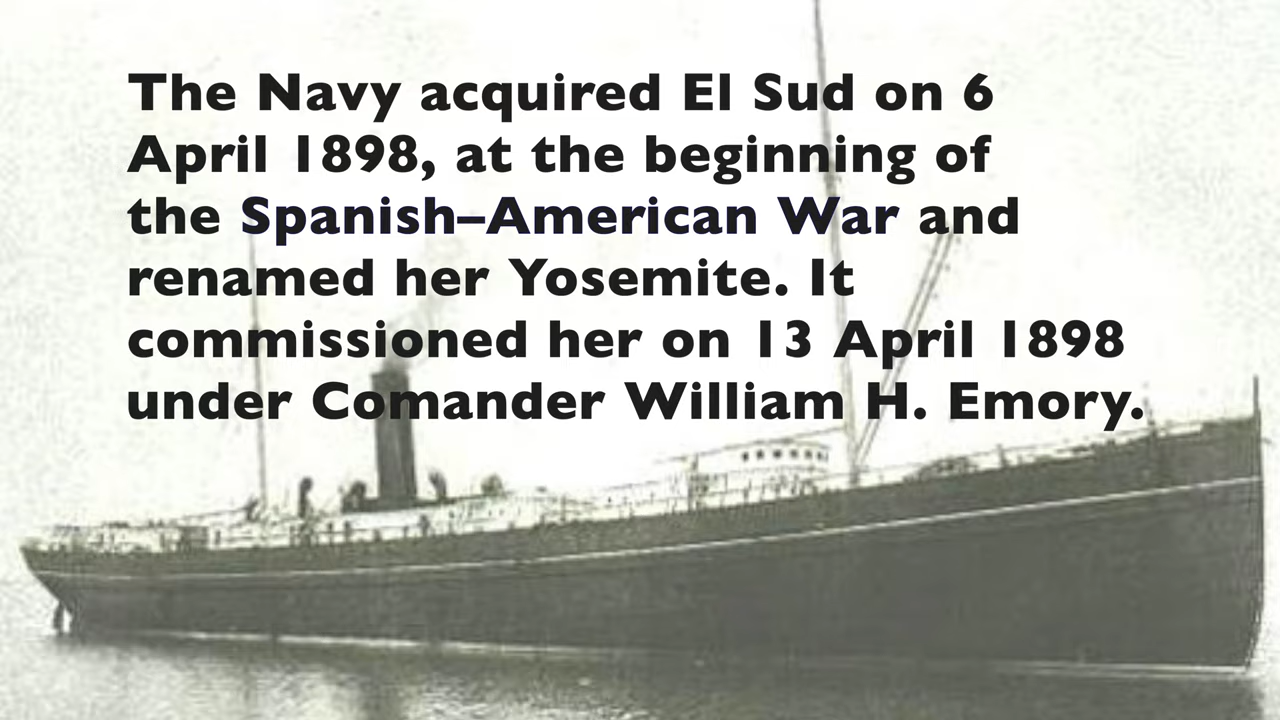 The Navy acquired El Sud on 6
April 1898, at the beginning of
the Spanish–American War and
renamed her Yosemite. It
commissioned her on 13 April 1898
under Comander William H. Emory.